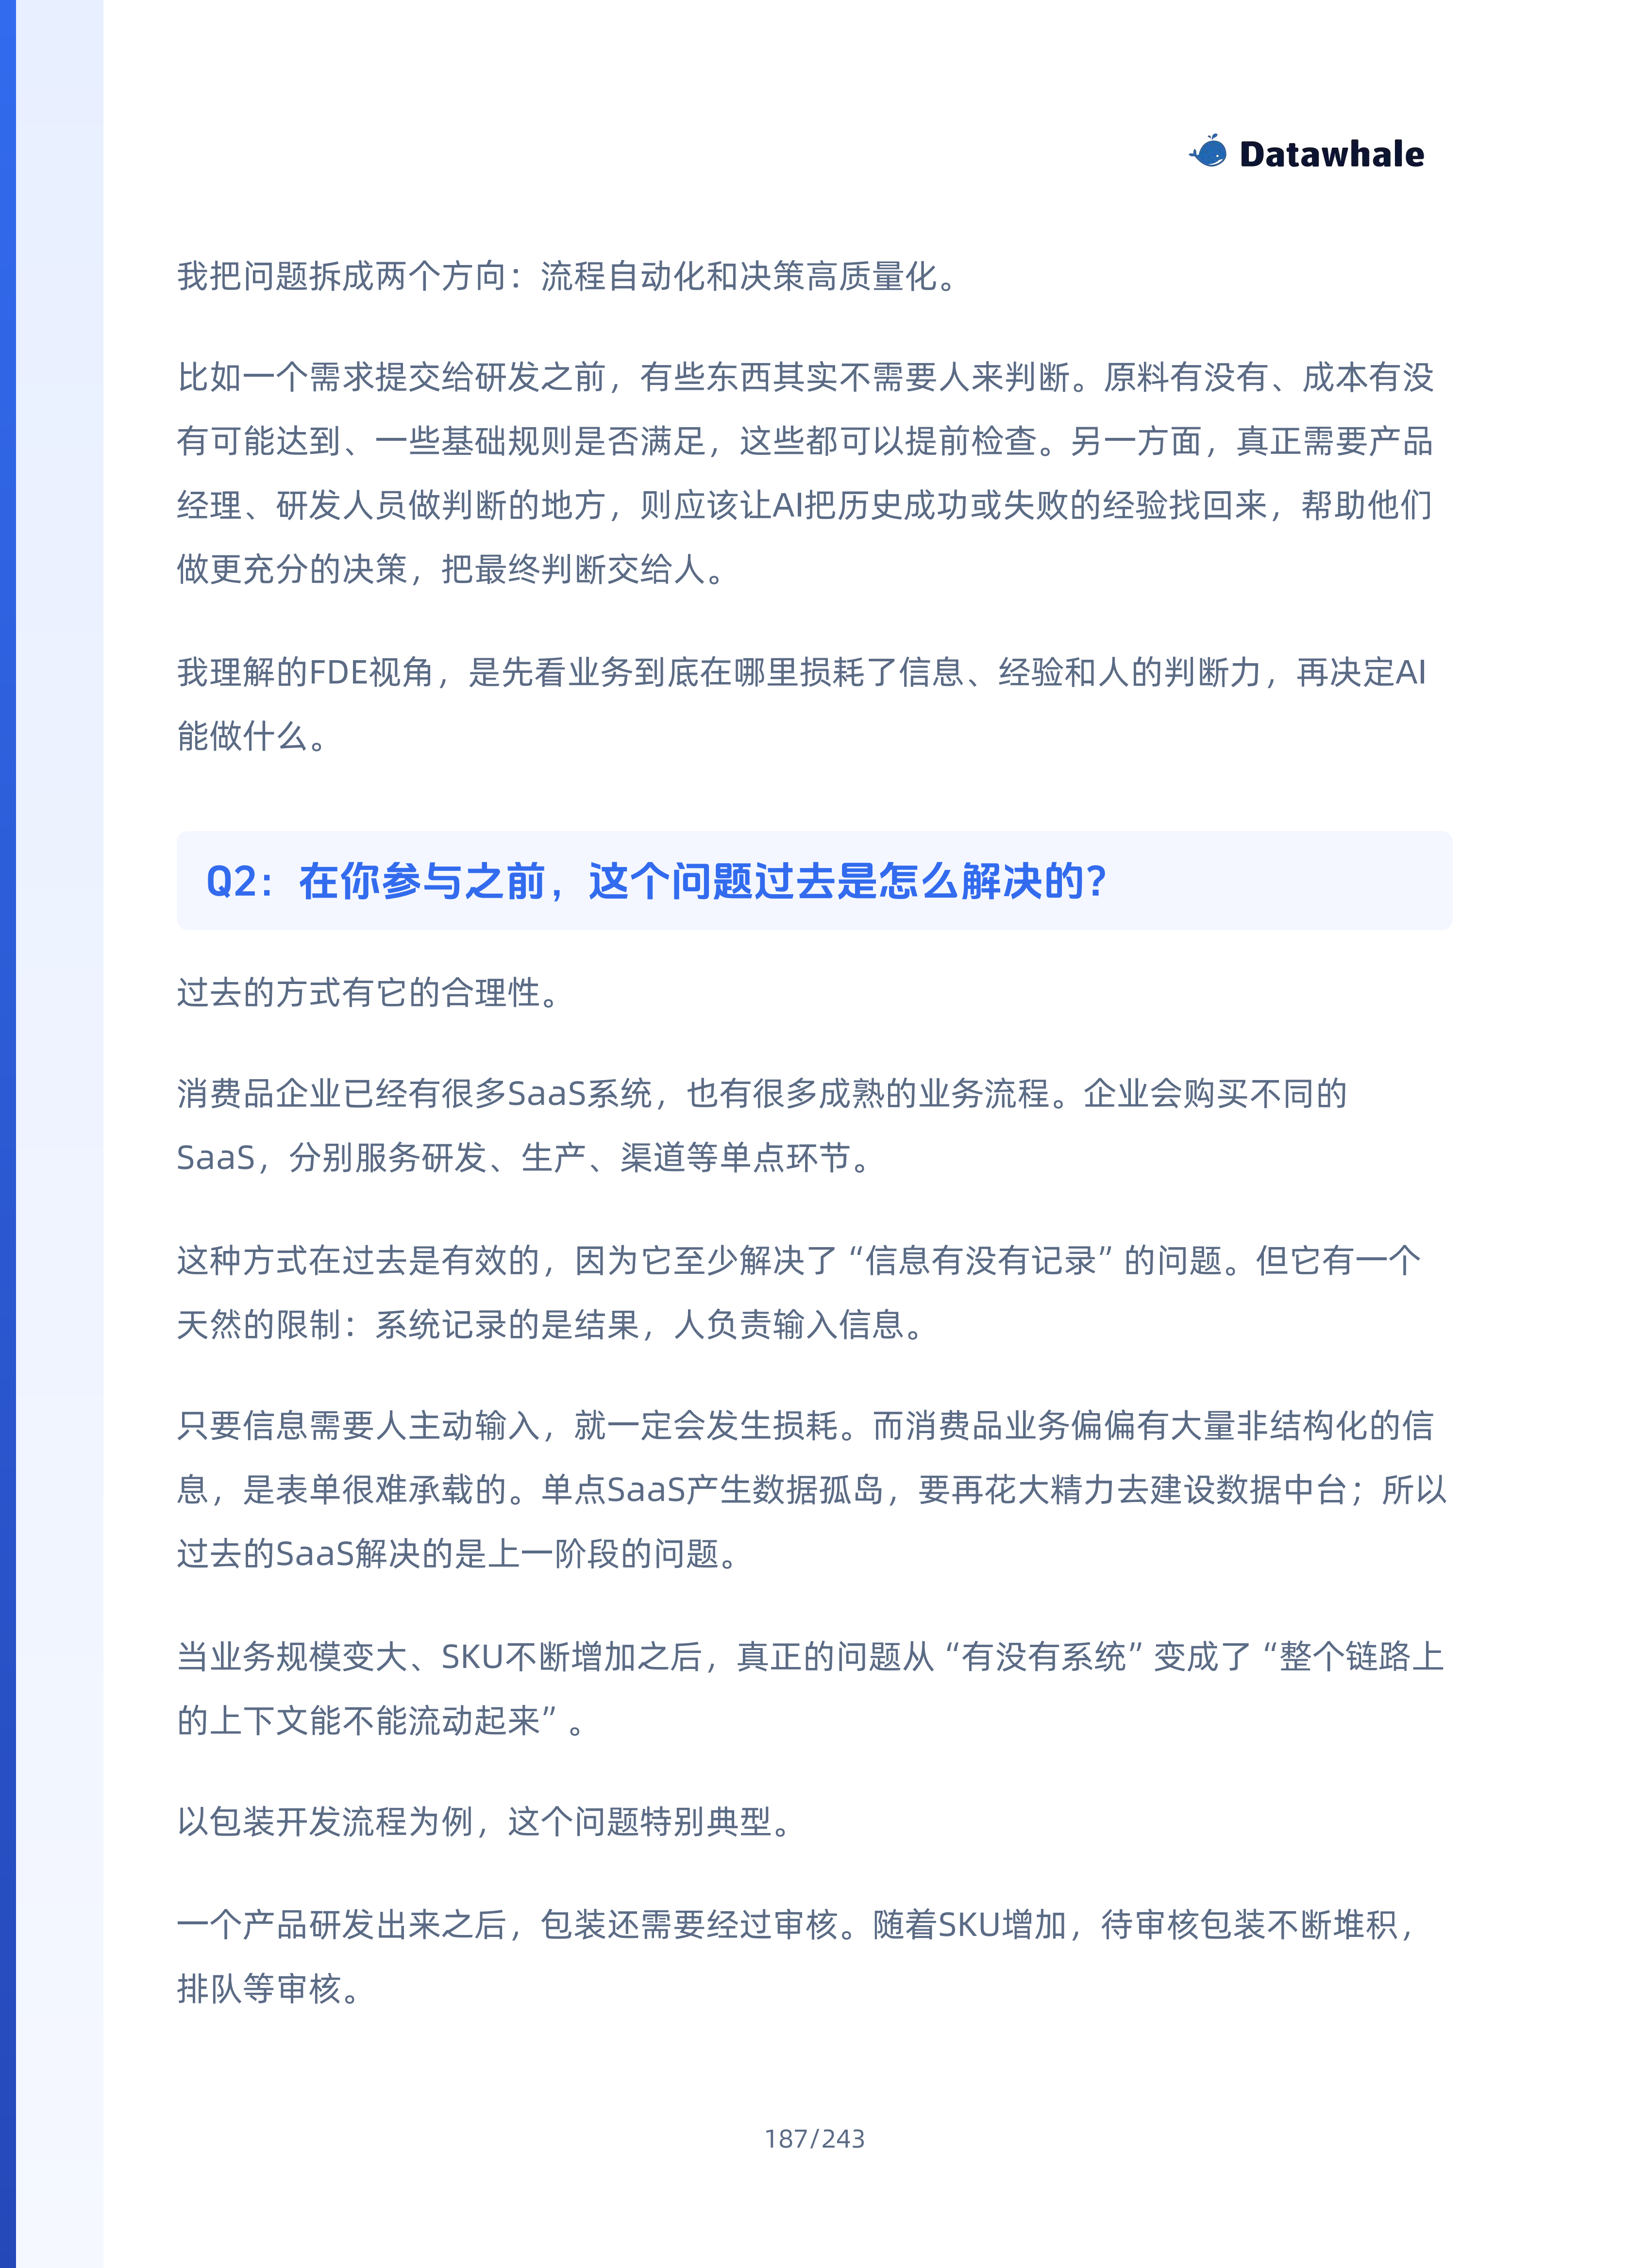 Datawhale
我把问题拆成两个方向：流程自动化和决策高质量化。
比如一个需求提交给研发之前，有些东西其实不需要人来判断。原料有没有、成本有没
有可能达到、一些基础规则是否满足，这些都可以提前检查。另一方面，真正需要产品
经理、研发人员做判断的地方，则应该让AI把历史成功或失败的经验找回来，帮助他们
做更充分的决策，把最终判断交给人。
我理解的FDE视角，是先看业务到底在哪里损耗了信息、经验和人的判断力，再决定AI
能做什么。
Q2：在你参与之前，这个问题过去是怎么解决的？
过去的方式有它的合理性。
消费品企业已经有很多SaaS系统，也有很多成熟的业务流程。企业会购买不同的
SaaS，分别服务研发、生产、渠道等单点环节。
这种方式在过去是有效的，因为它至少解决了“信息有没有记录”的问题。但它有一个
天然的限制：系统记录的是结果，人负责输入信息。
只要信息需要人主动输入，就一定会发生损耗。而消费品业务偏偏有大量非结构化的信
息，是表单很难承载的。单点SaaS产生数据孤岛，要再花大精力去建设数据中台；所以
过去的SaaS解决的是上一阶段的问题。
当业务规模变大、SKU不断增加之后，真正的问题从“有没有系统”变成了“整个链路上
的上下文能不能流动起来”。
以包装开发流程为例，这个问题特别典型。
一个产品研发出来之后，包装还需要经过审核。随着SKU增加，待审核包装不断堆积，
排队等审核。
187/243